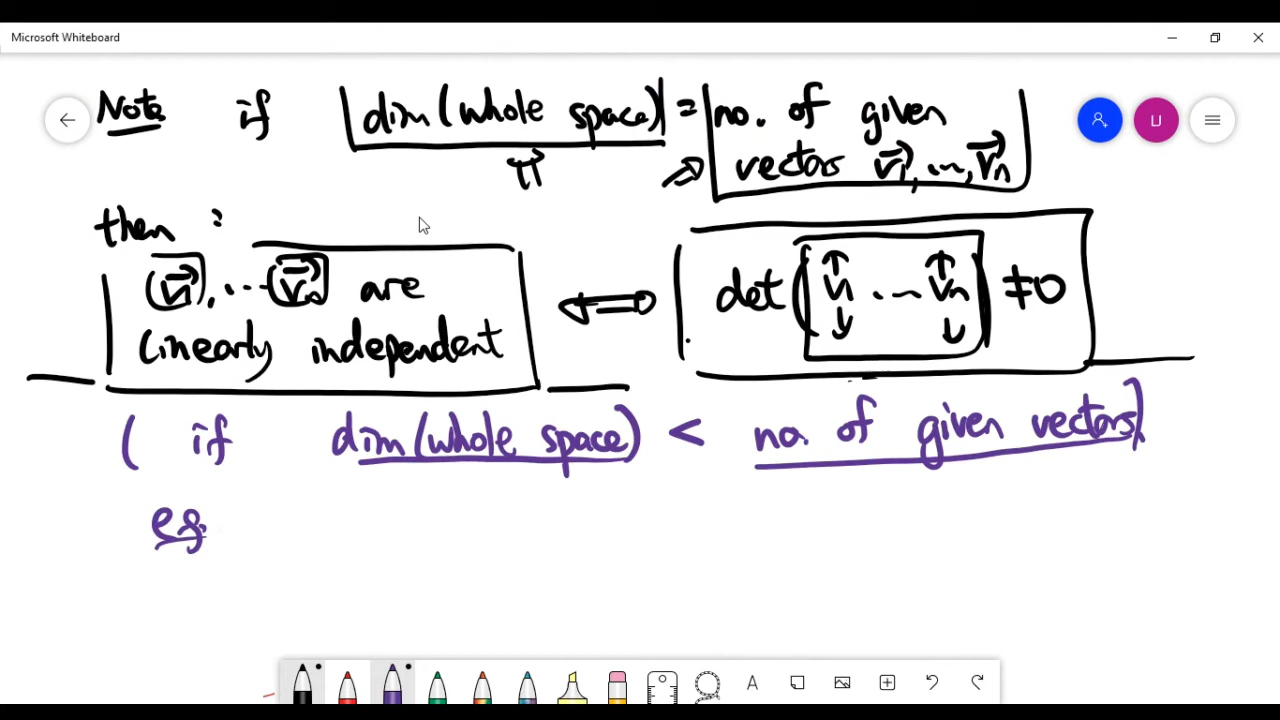 Microsoft Whiteboard
Note if dim(whole space) = no. of given
vectors v⃗1, ..., v⃗n
then :
v⃗1, ... v⃗n are
linearly independent
⟺ det ( v1 ... vn ) ≠ 0
( if dim(whole space) < no. of given vectors)
eg.